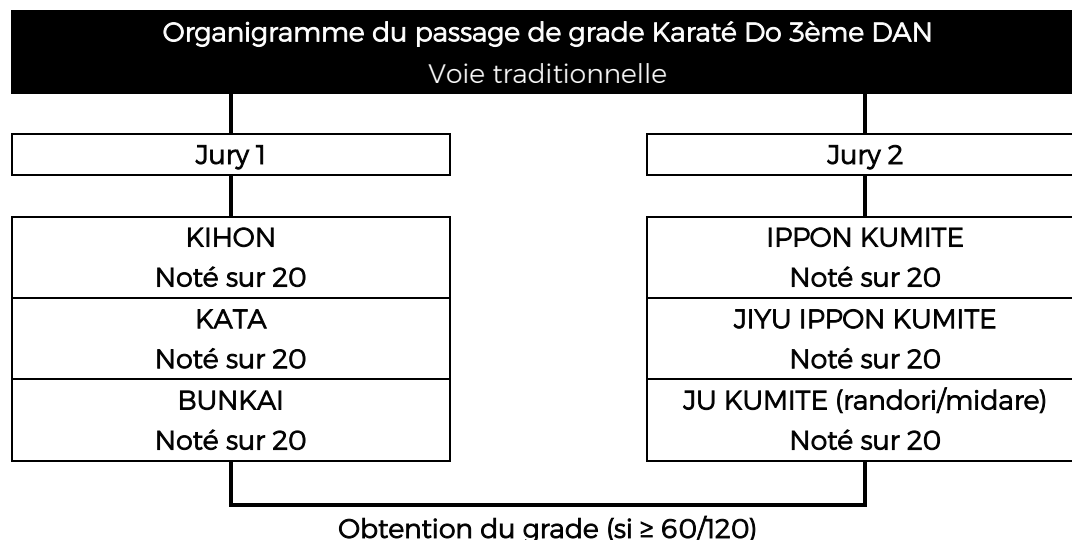 Organigramme du passage de grade Karaté Do 3ème DAN
Voie traditionnelle
Jury 1
KIHON
Noté sur 20
KATA
Noté sur 20
BUNKAI
Noté sur 20
Jury 2
IPPON KUMITE
Noté sur 20
JIYU IPPON KUMITE
Noté sur 20
JU KUMITE (randori/midare)
Noté sur 20
Obtention du grade (si ≥ 60/120)